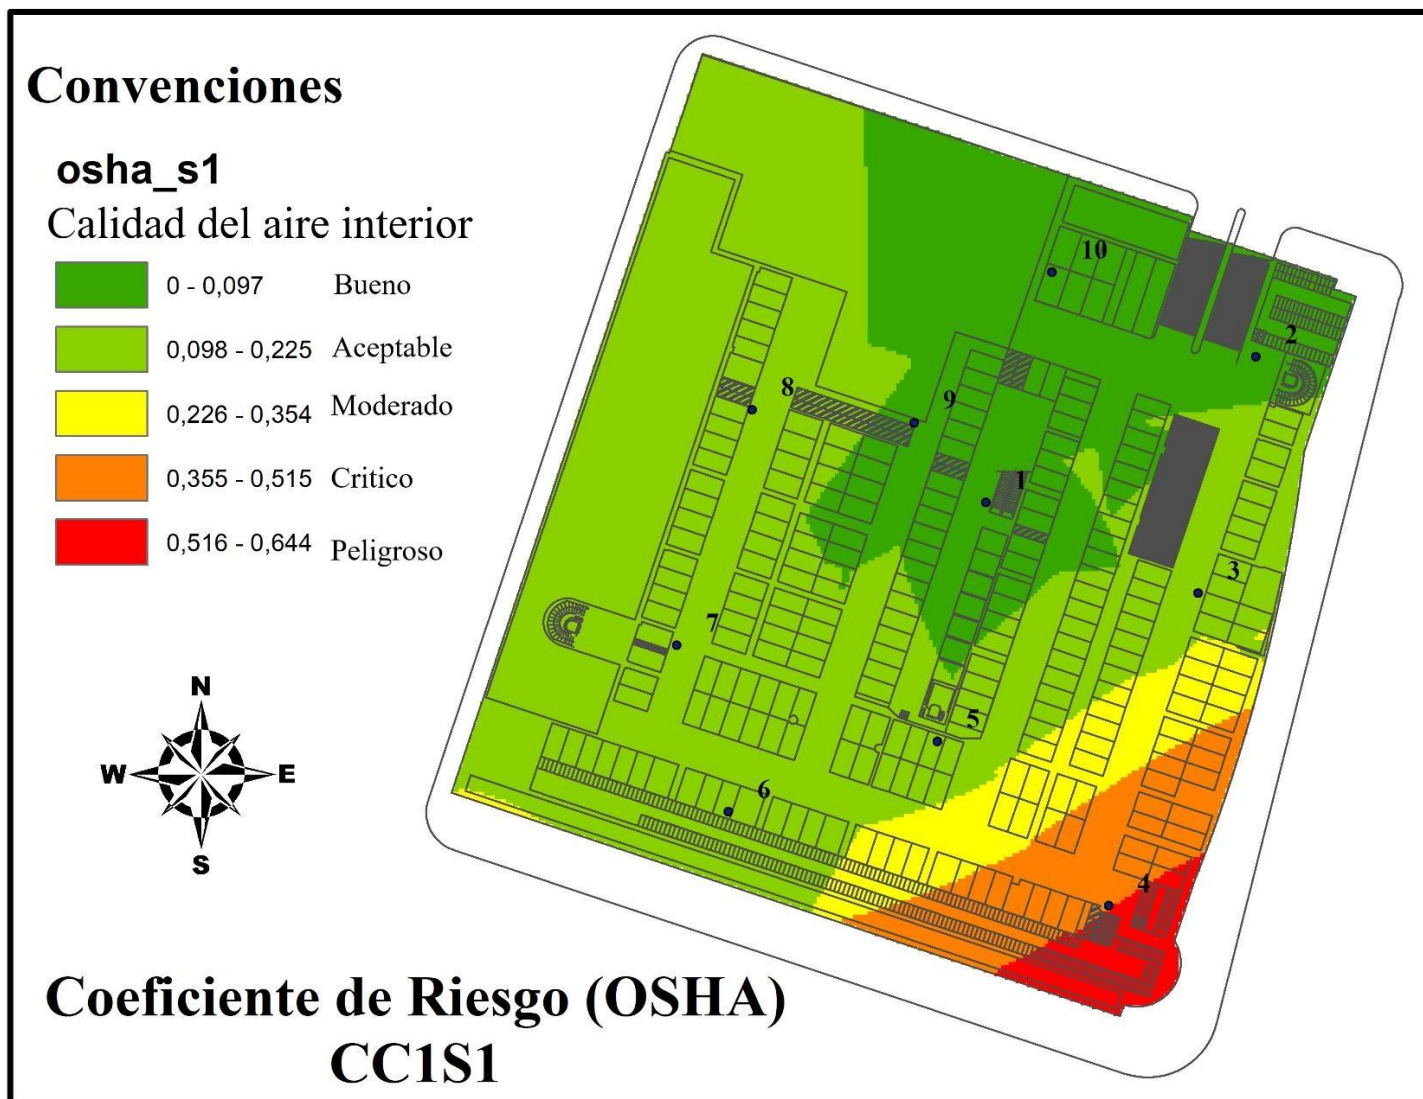 Convenciones
osha_s1
Calidad del aire interior
0 - 0,097 Bueno
0,098 - 0,225 Aceptable
0,226 - 0,354 Moderado
0,355 - 0,515 Critico
0,516 - 0,644 Peligroso
N
W E
S
10
2
8
9
1
3
7
5
6
4
Coeficiente de Riesgo (OSHA)
CC1S1